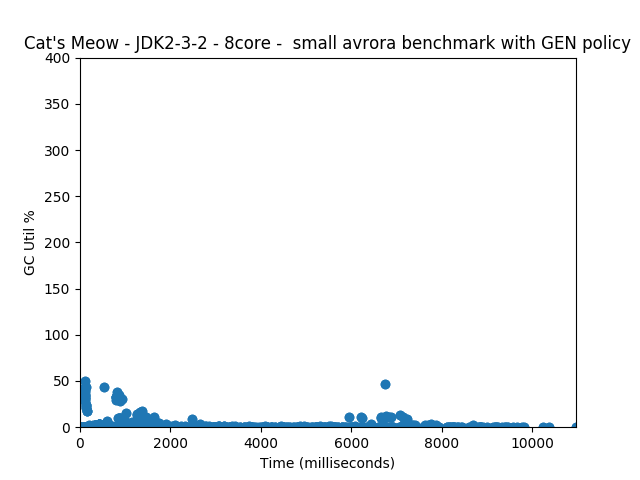 Cat's Meow - JDK2-3-2 - 8core -  small avrora benchmark with GEN policy
400
350
300
250
200
150
100
50
0
GC Util %
0 2000 4000 6000 8000 10000
Time (milliseconds)